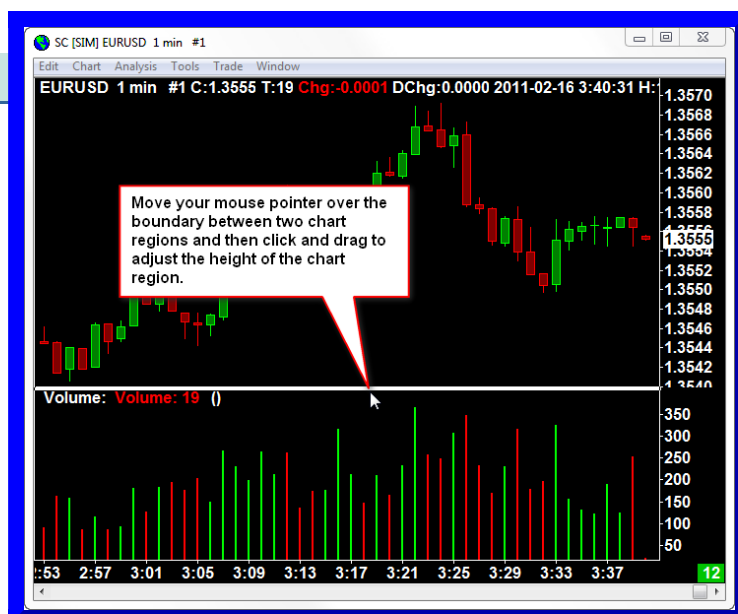 SC [SIM] EURUSD 1 min #1
Edit Chart Analysis Tools Trade Window
EURUSD 1 min #1 C:1.3555 T:19 Chg:-0.0001 DChg:0.0000 2011-02-16 3:40:31 H:
1.3570
1.3568
1.3566
1.3564
1.3562
1.3560
1.3558
1.3556
1.3555
1.3554
1.3552
1.3550
1.3548
1.3546
1.3544
1.3542
1.3540
Move your mouse pointer over the
boundary between two chart
regions and then click and drag to
adjust the height of the chart
region.
Volume: Volume: 19 ()
350
300
250
200
150
100
50
:53 2:57 3:01 3:05 3:09 3:13 3:17 3:21 3:25 3:29 3:33 3:37 12